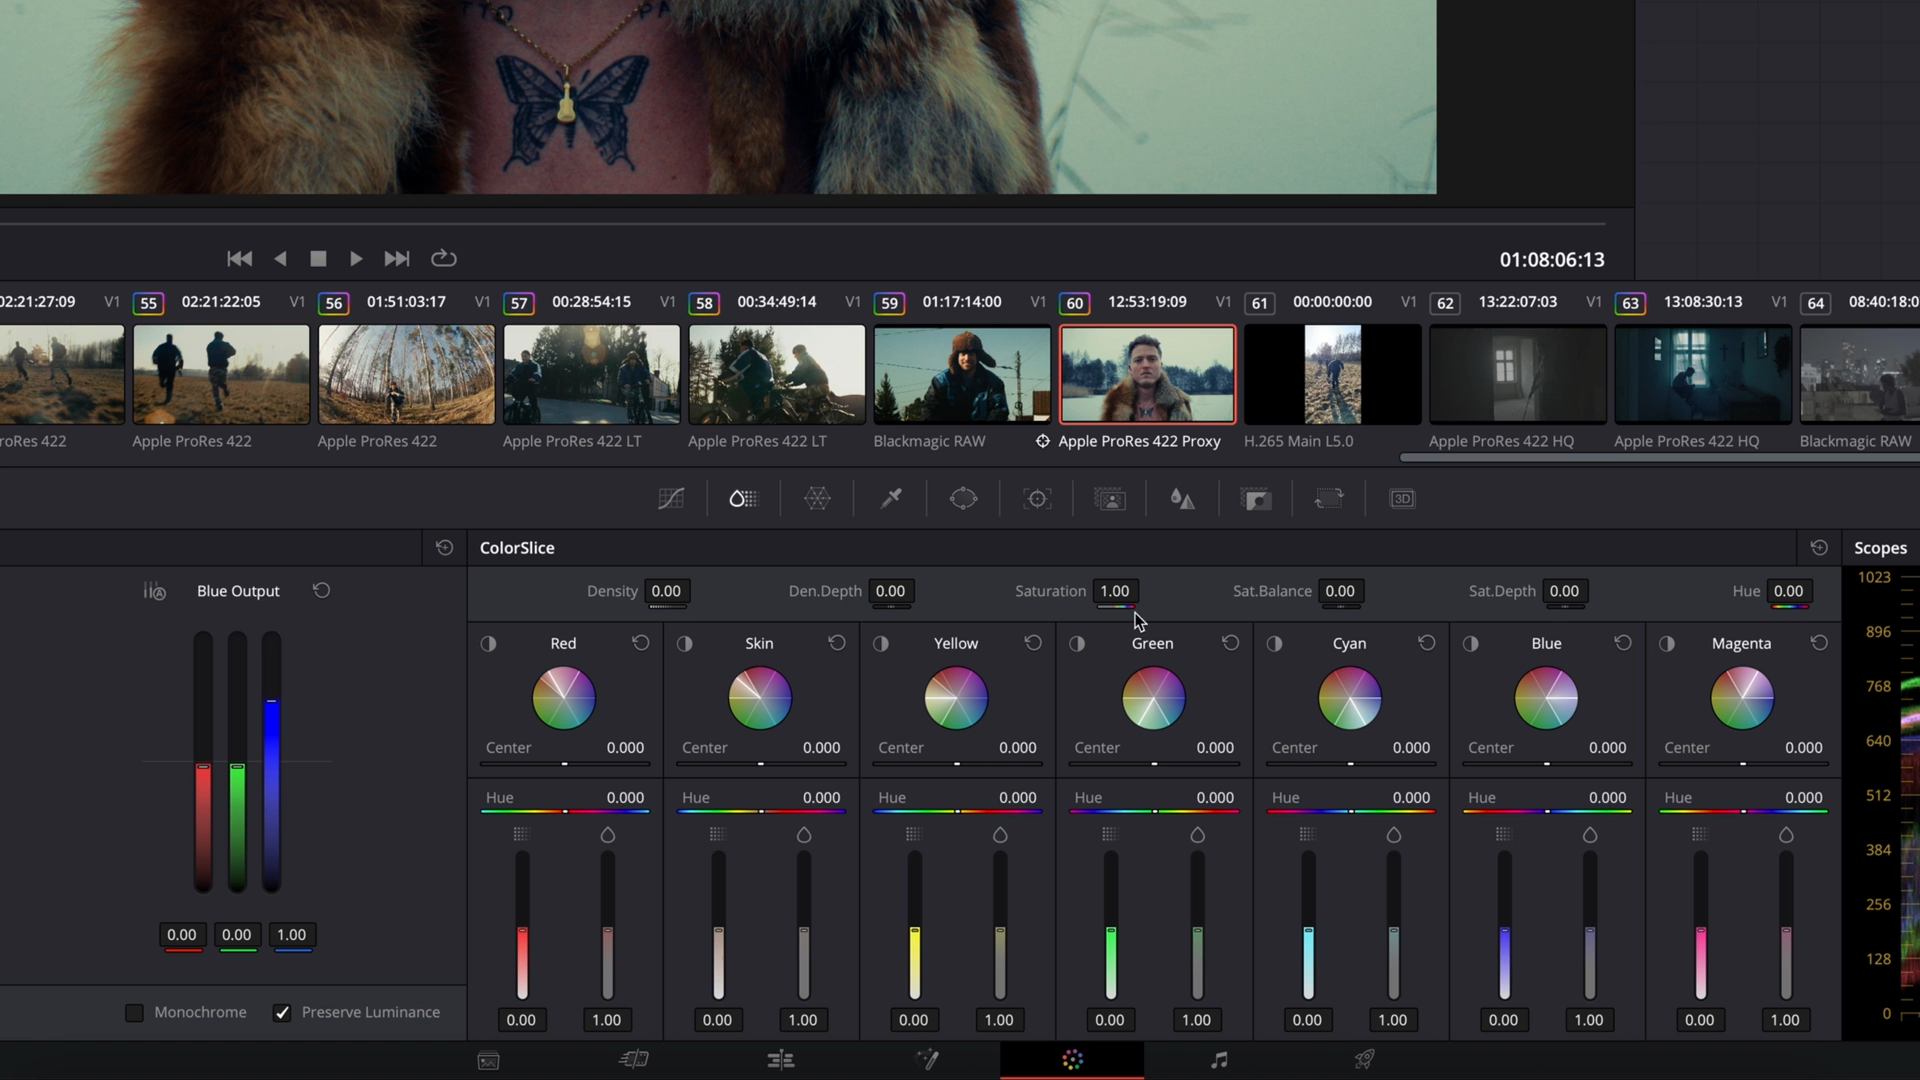 PA
01:08:06:13
02:21:27:09 V1 55 02:21:22:05 V1 56 01:51:03:17 V1 57 00:28:54:15 V1 58 00:34:49:14 V1 59 01:17:14:00 V1 60 12:53:19:09 V1 61 00:00:00:00 V1 62 13:22:07:03 V1 63 13:08:30:13 V1 64 08:40:18:0
roRes 422 Apple ProRes 422 Apple ProRes 422 Apple ProRes 422 LT Apple ProRes 422 LT Blackmagic RAW Apple ProRes 422 Proxy H.265 Main L5.0 Apple ProRes 422 HQ Apple ProRes 422 HQ Blackmagic RAW
3D
ColorSlice
Scopes
Blue Output
0.00 0.00 1.00
Monochrome Preserve Luminance
Density 0.00 Den.Depth 0.00 Saturation 1.00 Sat.Balance 0.00 Sat.Depth 0.00 Hue 0.00
Red Skin Yellow Green Cyan Blue Magenta
Center 0.000 Center 0.000 Center 0.000 Center 0.000 Center 0.000 Center 0.000 Center 0.000
Hue 0.000 Hue 0.000 Hue 0.000 Hue 0.000 Hue 0.000 Hue 0.000 Hue 0.000
0.00 1.00 0.00 1.00 0.00 1.00 0.00 1.00 0.00 1.00 0.00 1.00 0.00 1.00
1023
896
768
640
512
384
256
128
0